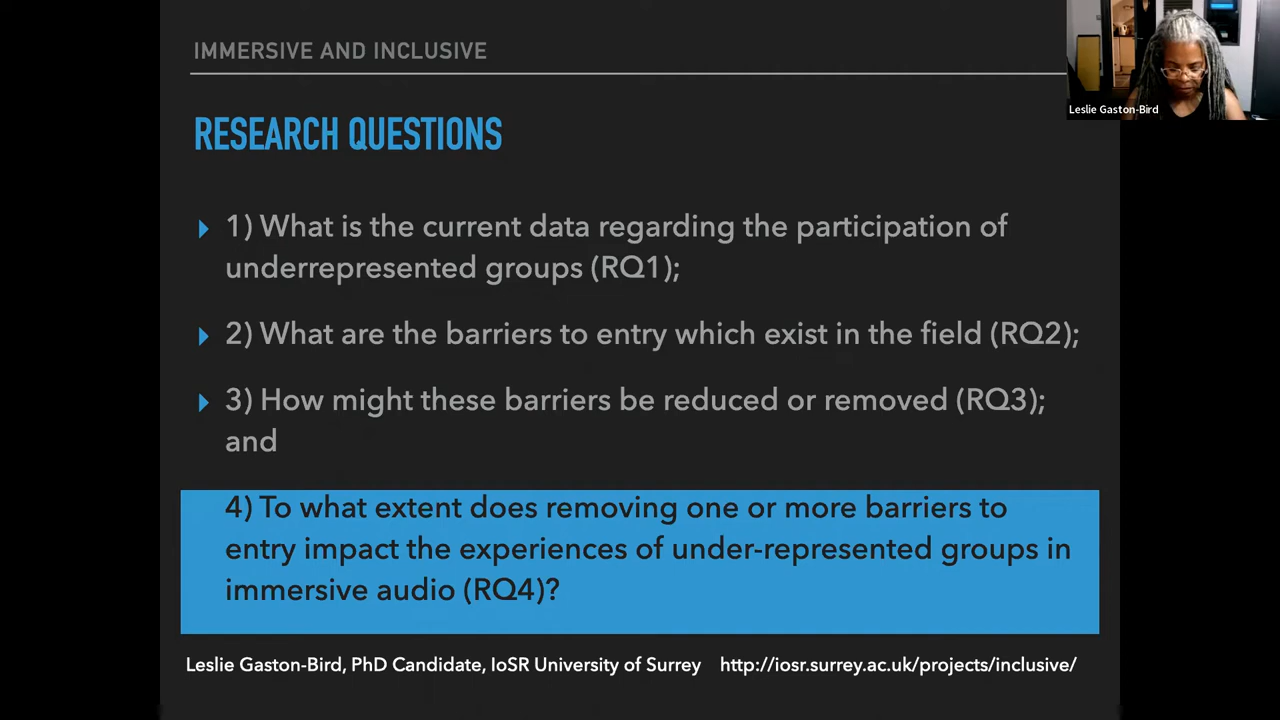 IMMERSIVE AND INCLUSIVE
Leslie Gaston-Bird
RESEARCH QUESTIONS
1) What is the current data regarding the participation of
underrepresented groups (RQ1);
2) What are the barriers to entry which exist in the field (RQ2);
3) How might these barriers be reduced or removed (RQ3);
and
4) To what extent does removing one or more barriers to
entry impact the experiences of under-represented groups in
immersive audio (RQ4)?
Leslie Gaston-Bird, PhD Candidate, IoSR University of Surrey http://iosr.surrey.ac.uk/projects/inclusive/